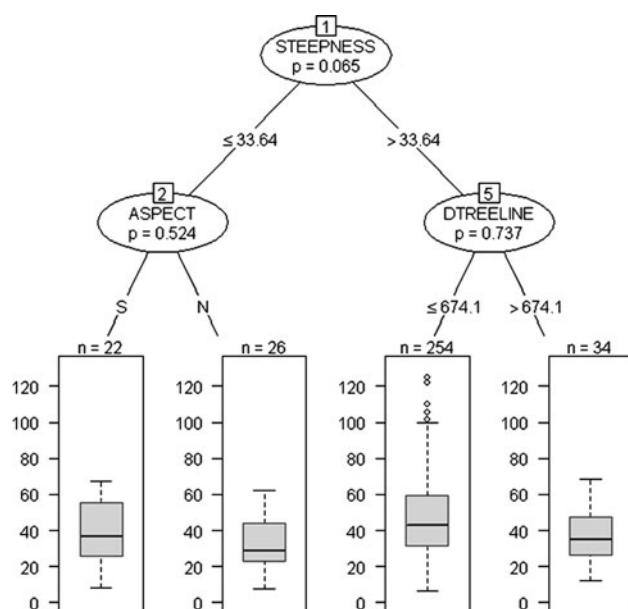 1
STEEPNESS
p = 0.065
≤ 33.64
> 33.64
2
ASPECT
p = 0.524
5
DTREELINE
p = 0.737
S
N
≤ 674.1
> 674.1
n = 22
n = 26
n = 254
n = 34
120
100
80
60
40
20
0
120
100
80
60
40
20
0
120
100
80
60
40
20
0
120
100
80
60
40
20
0